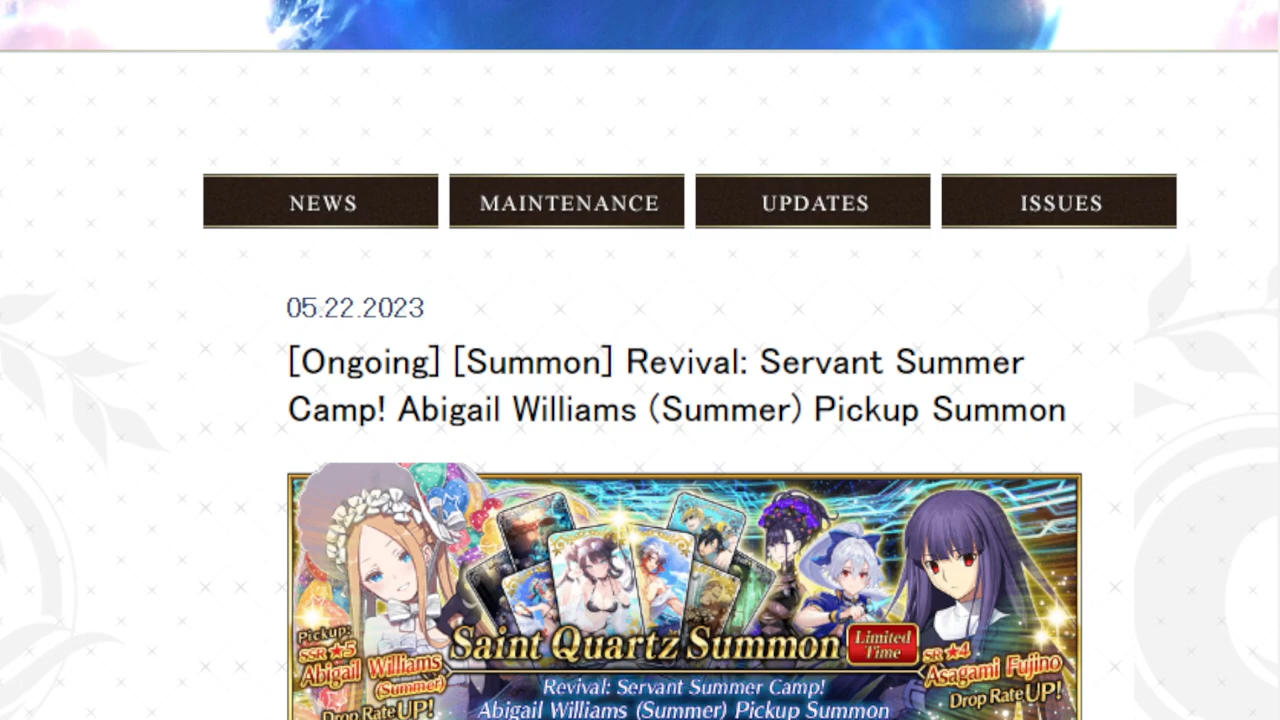 NEWS MAINTENANCE UPDATES ISSUES
05.22.2023
[Ongoing] [Summon] Revival: Servant Summer
Camp! Abigail Williams (Summer) Pickup Summon
Pickup:
SSR ★5
Abigail Williams
(Summer)
Drop Rate UP!
Saint Quartz Summon
Limited
Time
SR ★4
Asagami Fujino
Drop Rate UP!
Revival: Servant Summer Camp!
Abigail Williams (Summer) Pickup Summon